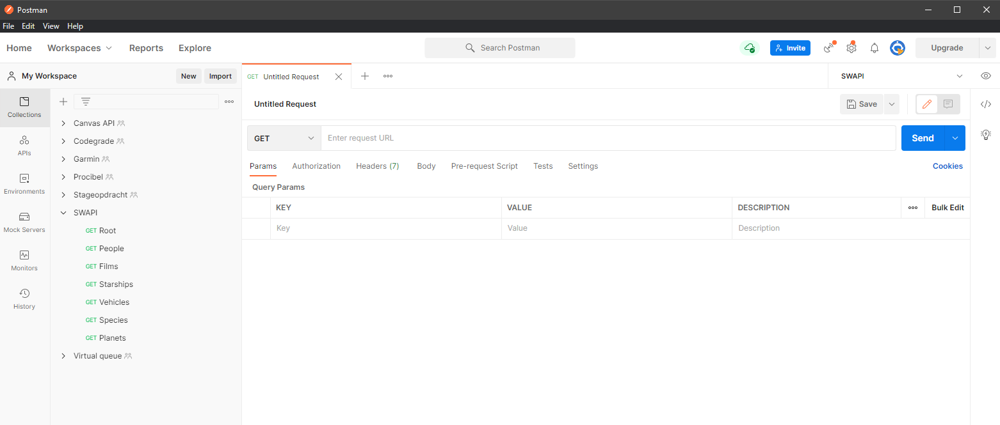 Postman
File Edit View Help
Home Workspaces Reports Explore Search Postman Invite Upgrade
My Workspace New Import
GET Untitled Request
SWAPI
Collections
APIs
Environments
Mock Servers
Monitors
History
Canvas API
Codegrade
Garmin
Procibel
Stageopdracht
SWAPI
GET Root
GET People
GET Films
GET Starships
GET Vehicles
GET Species
GET Planets
Virtual queue
Untitled Request Save
GET Enter request URL Send
Params Authorization Headers (7) Body Pre-request Script Tests Settings Cookies
Query Params
KEY VALUE DESCRIPTION Bulk Edit
Key Value Description